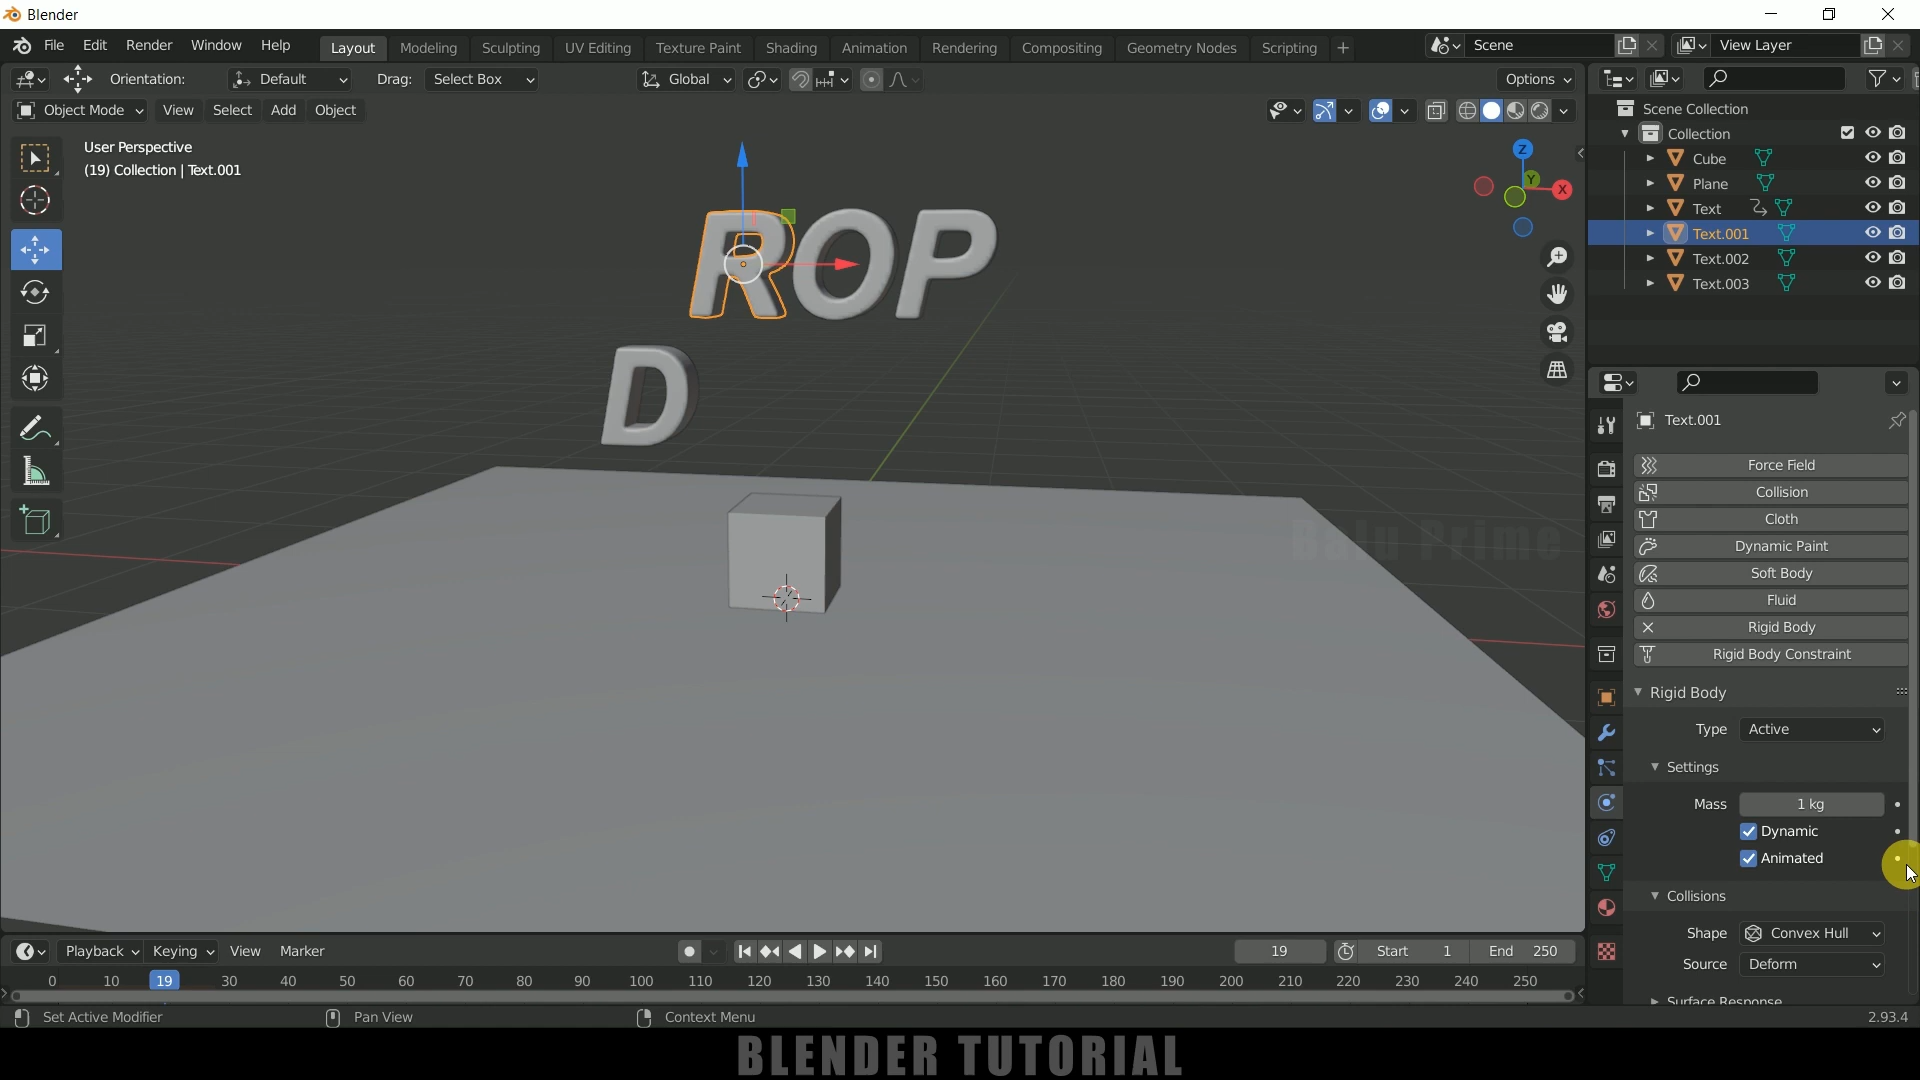 Blender
File Edit Render Window Help Layout Modeling Sculpting UV Editing Texture Paint Shading Animation Rendering Compositing Geometry Nodes Scripting + Scene View Layer
Orientation: Default Drag: Select Box Global Options
Object Mode View Select Add Object
User Perspective
(19) Collection | Text.001
Z
Y
X
ROP
D
Balu Prime
Scene Collection
Collection
Cube
Plane
Text
Text.001
Text.002
Text.003
Text.001
Force Field
Collision
Cloth
Dynamic Paint
Soft Body
Fluid
Rigid Body
Rigid Body Constraint
Rigid Body
Type Active
Settings
Mass 1 kg
Dynamic
Animated
Collisions
Shape Convex Hull
Source Deform
Surface Response
Playback Keying View Marker 19 Start 1 End 250
0 10 19 30 40 50 60 70 80 90 100 110 120 130 140 150 160 170 180 190 200 210 220 230 240 250
Set Active Modifier Pan View Context Menu 2.93.4
BLENDER TUTORIAL